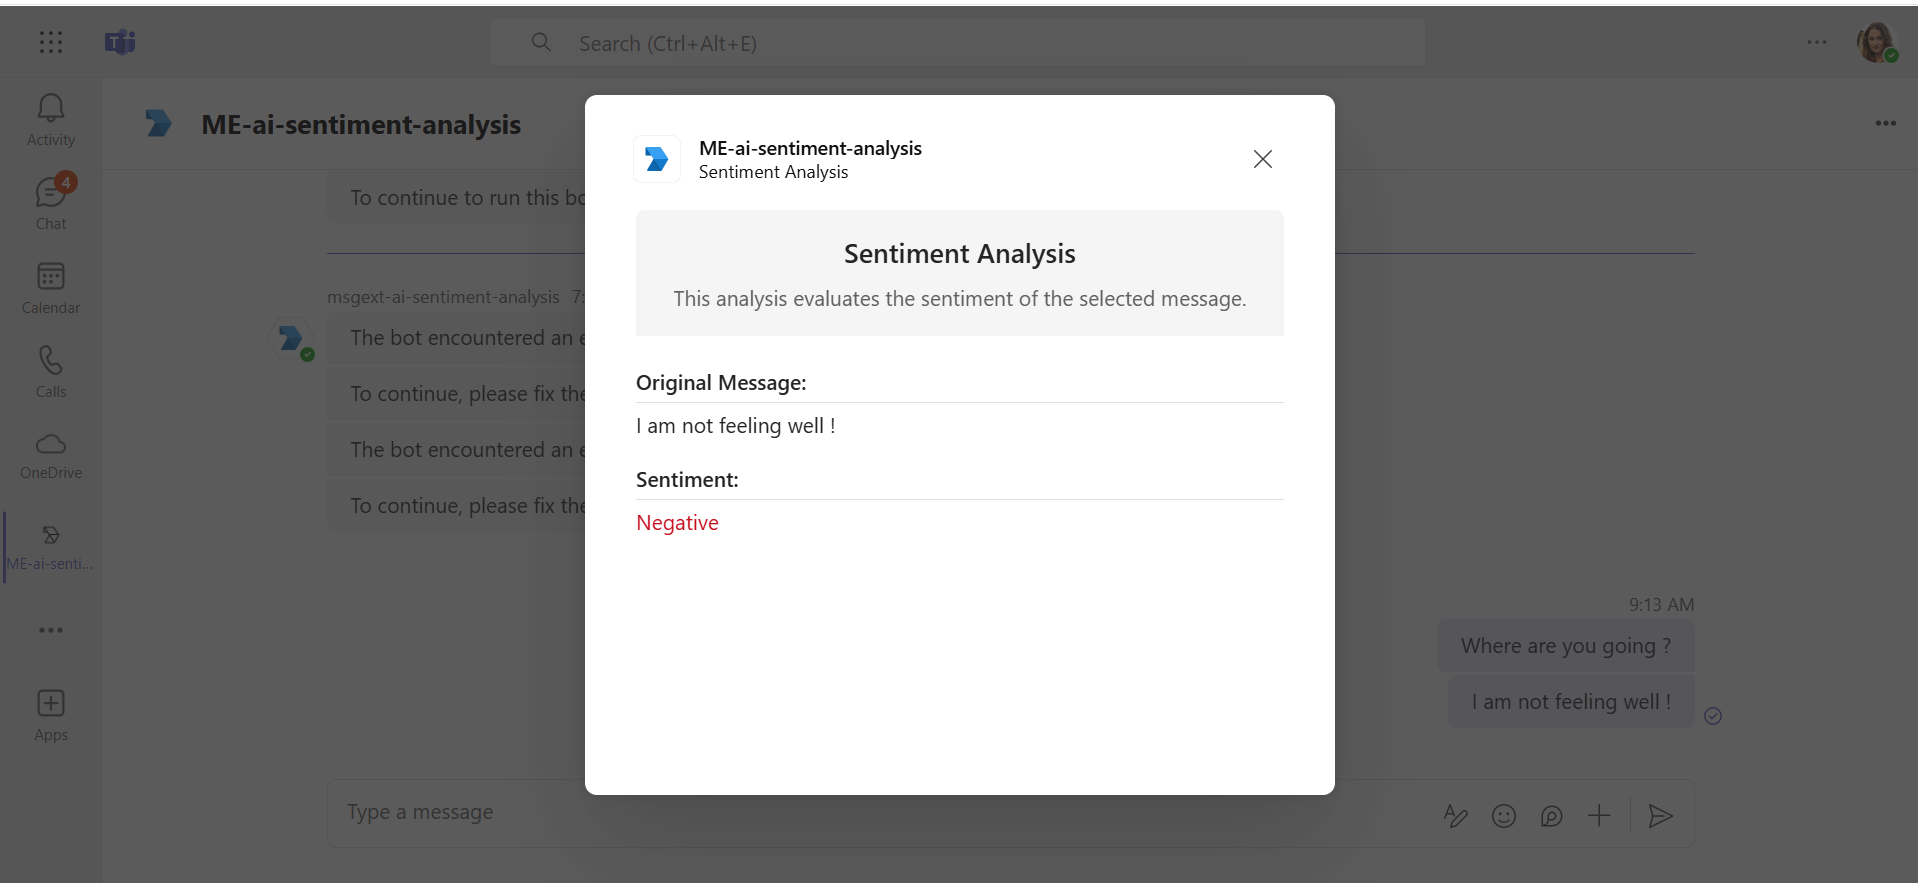 Search (Ctrl+Alt+E)
Activity
4
Chat
Calendar
Calls
OneDrive
ME-ai-senti...
Apps
ME-ai-sentiment-analysis
To continue to run this
msgext-ai-sentiment-analysis 7:
The bot encountered an
To continue, please fix the
The bot encountered an
To continue, please fix the
ME-ai-sentiment-analysis
Sentiment Analysis
Sentiment Analysis
This analysis evaluates the sentiment of the selected message.
Original Message:
I am not feeling well !
Sentiment:
Negative
9:13 AM
Where are you going ?
I am not feeling well !
Type a message